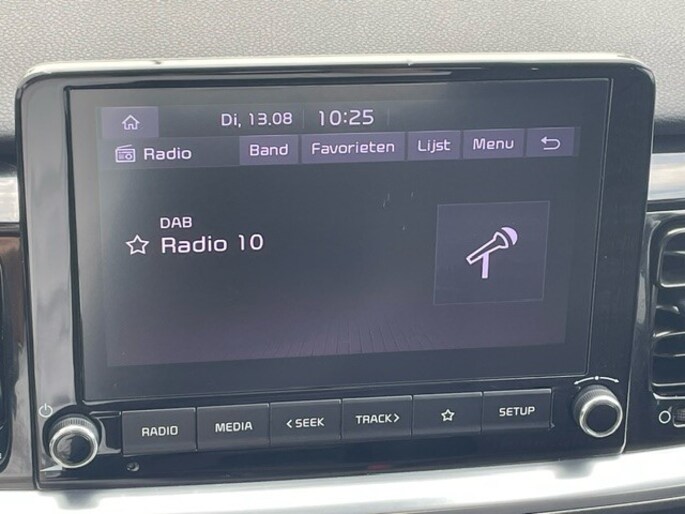 Di, 13.08 10:25
Radio Band Favorieten Lijst Menu
DAB
Radio 10
RADIO MEDIA <SEEK TRACK> SETUP